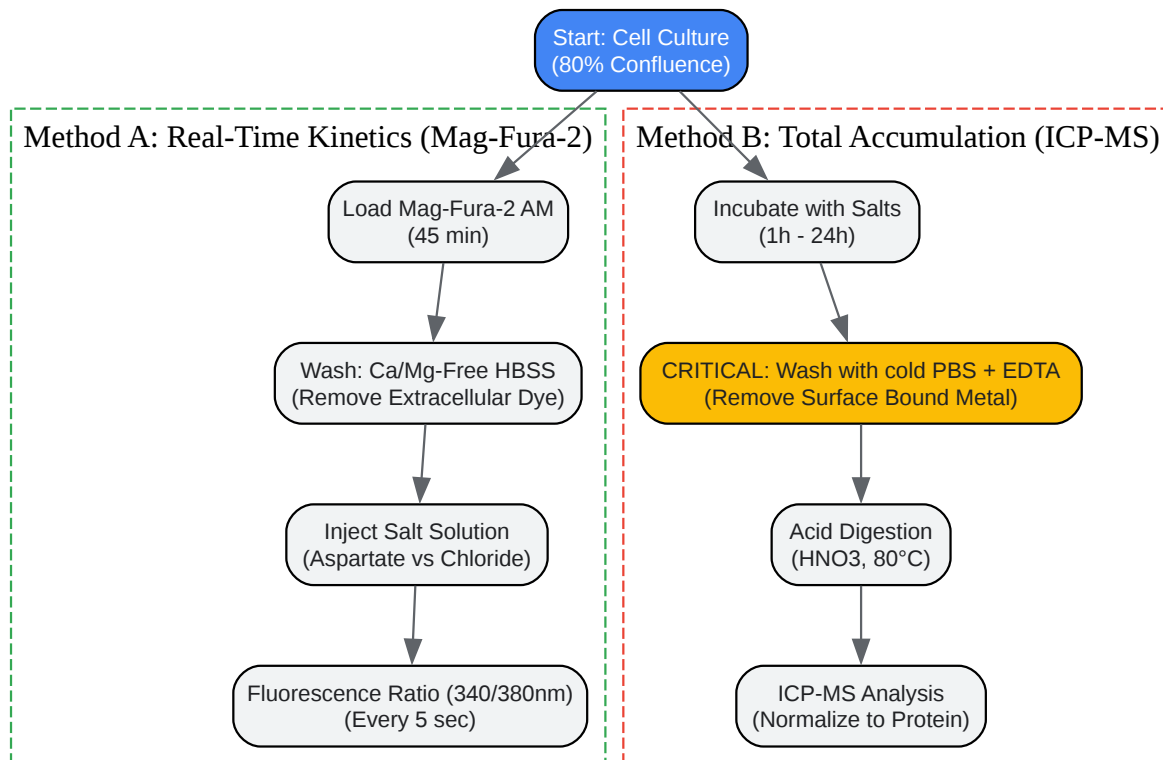 Start: Cell Culture
(80% Confluence)
Method A: Real-Time Kinetics (Mag-Fura-2)
Load Mag-Fura-2 AM
(45 min)
Wash: Ca/Mg-Free HBSS
(Remove Extracellular Dye)
Inject Salt Solution
(Aspartate vs Chloride)
Fluorescence Ratio (340/380nm)
(Every 5 sec)
Method B: Total Accumulation (ICP-MS)
Incubate with Salts
(1h - 24h)
CRITICAL: Wash with cold PBS + EDTA
(Remove Surface Bound Metal)
Acid Digestion
(HNO3, 80°C)
ICP-MS Analysis
(Normalize to Protein)